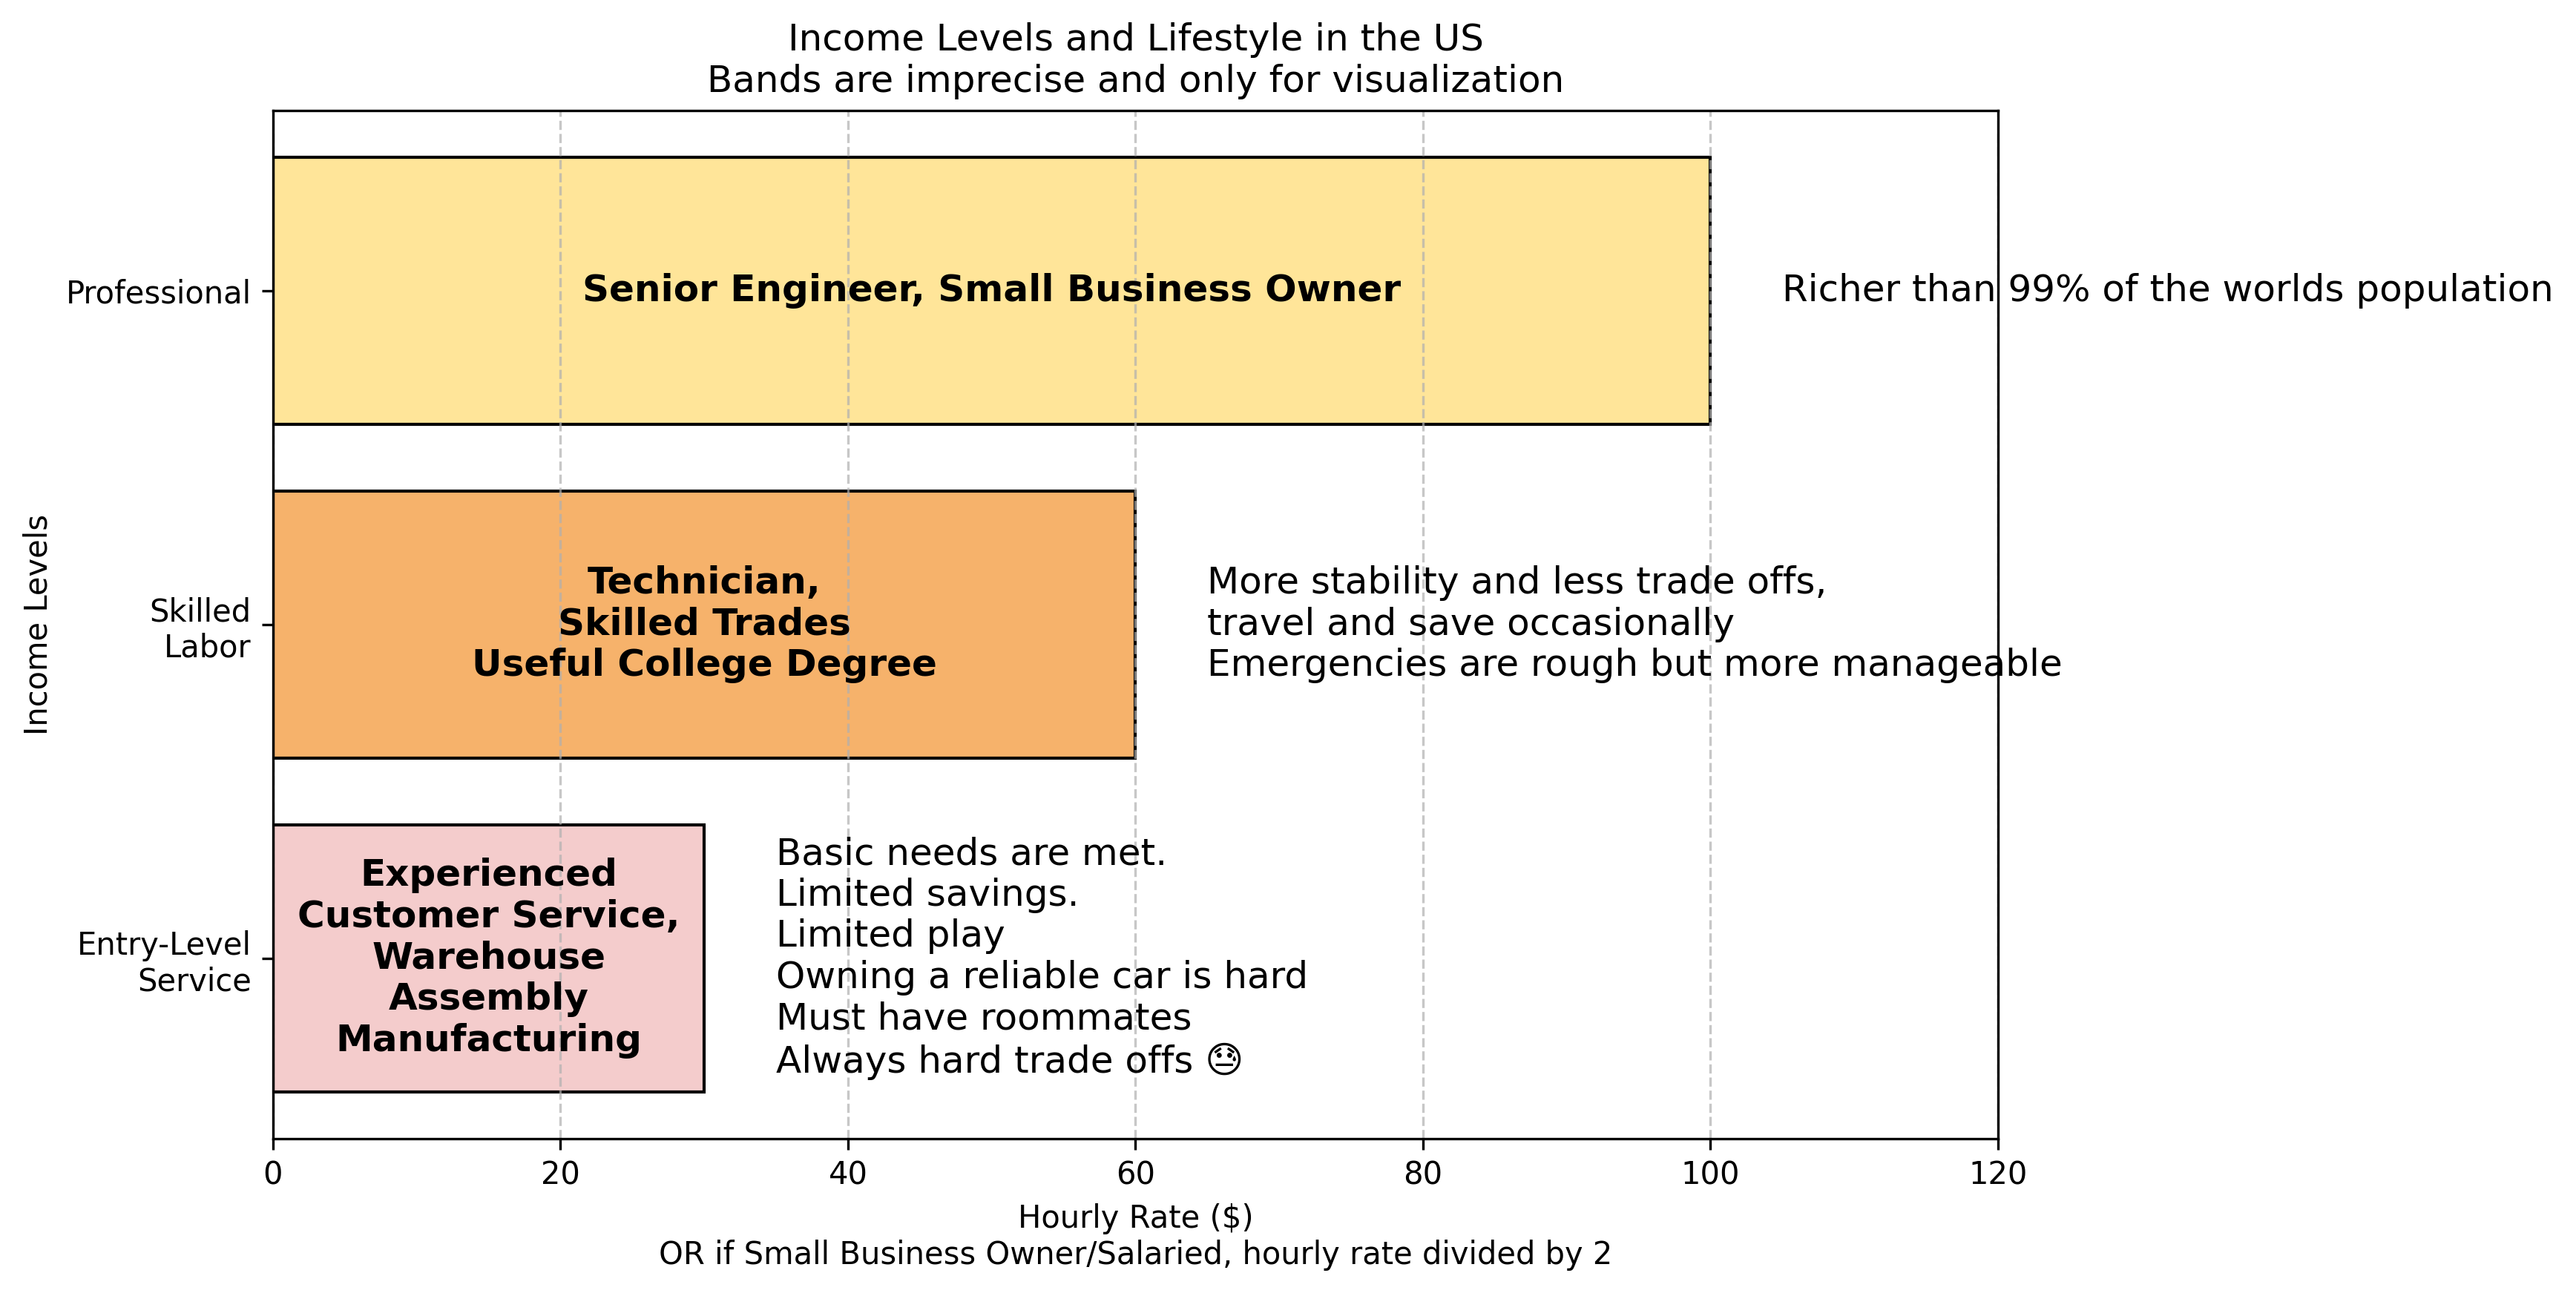 Income Levels and Lifestyle in the US
Bands are imprecise and only for visualization
Income Levels
Professional
Senior Engineer, Small Business Owner
Richer than 99% of the worlds population
Skilled
Labor
Technician,
Skilled Trades
Useful College Degree
More stability and less trade offs,
travel and save occasionally
Emergencies are rough but more manageable
Entry-Level
Service
Experienced
Customer Service,
Warehouse
Assembly
Manufacturing
Basic needs are met.
Limited savings.
Limited play
Owning a reliable car is hard
Must have roommates
Always hard trade offs 😓
0 20 40 60 80 100 120
Hourly Rate ($)
OR if Small Business Owner/Salaried, hourly rate divided by 2